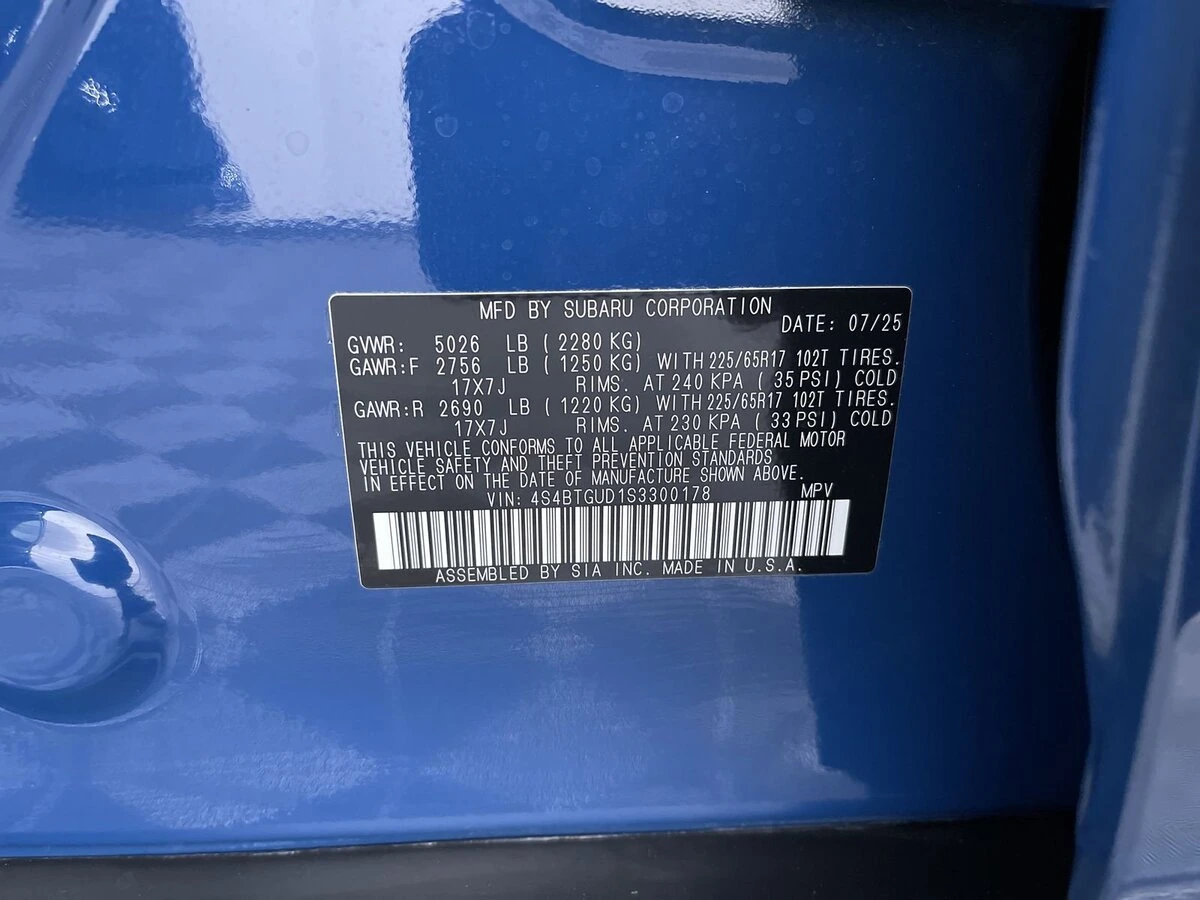 MFD BY SUBARU CORPORATION
DATE: 07/25
GVWR: 5026 LB ( 2280 KG)
GAWR:F 2756 LB ( 1250 KG) WITH 225/65R17 102T TIRES.
17X7J RIMS. AT 240 KPA ( 35 PSI) COLD
GAWR:R 2690 LB ( 1220 KG) WITH 225/65R17 102T TIRES.
17X7J RIMS. AT 230 KPA ( 33 PSI) COLD
THIS VEHICLE CONFORMS TO ALL APPLICABLE FEDERAL MOTOR
VEHICLE SAFETY AND THEFT PREVENTION STANDARDS
IN EFFECT ON THE DATE OF MANUFACTURE SHOWN ABOVE.
VIN: 4S4BTGUD1S3300178 MPV
ASSEMBLED BY SIA INC. MADE IN U.S.A.